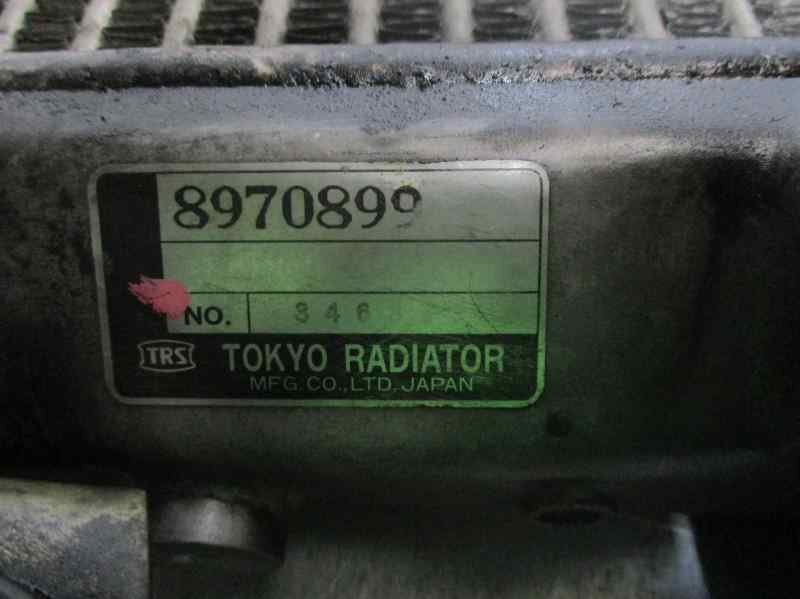 8970899
NO. 346
TRS TOKYO RADIATOR
MFG.CO.,LTD.JAPAN